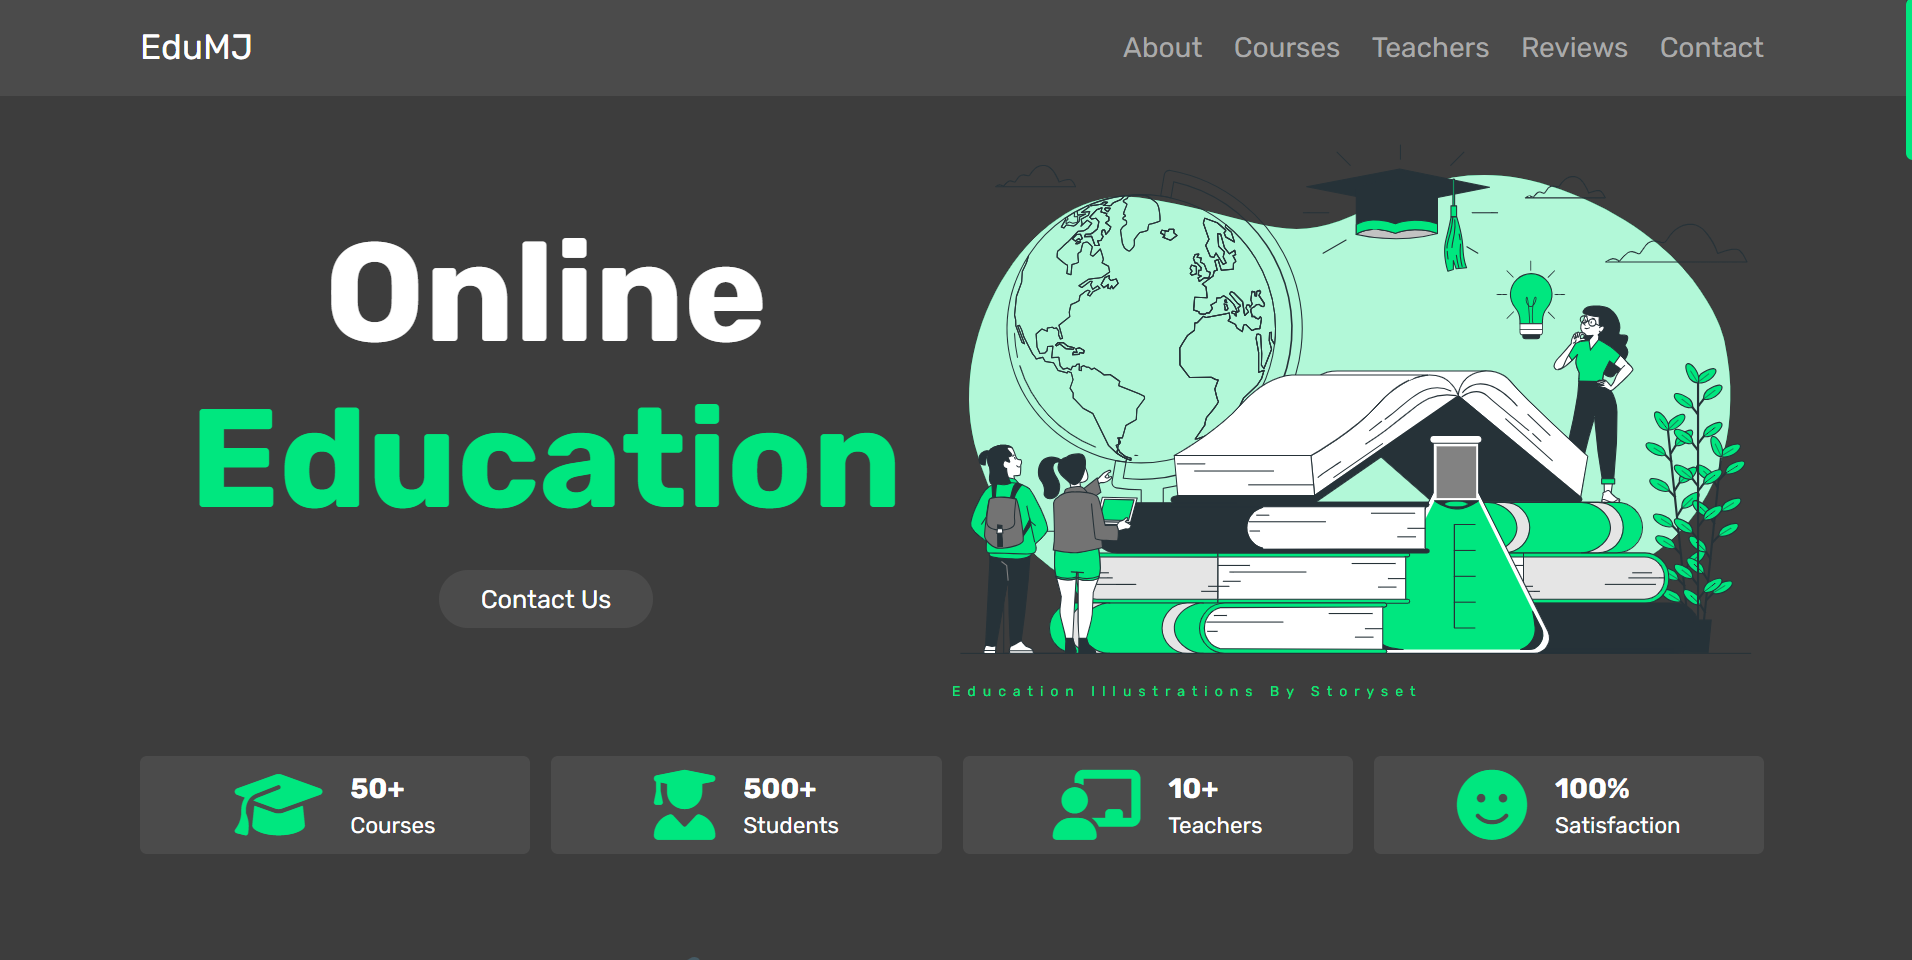 EduMJ
About Courses Teachers Reviews Contact
Online
Education
Contact Us
Education Illustrations By Storyset
50+
Courses
500+
Students
10+
Teachers
100%
Satisfaction